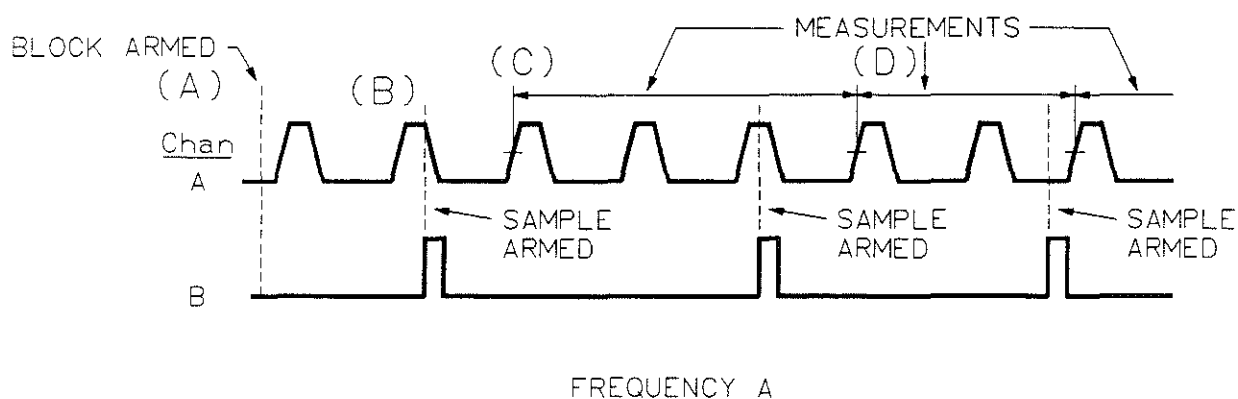 MEASUREMENTS
BLOCK ARMED
(A)
(B)
(C)
(D)
Chan
A
SAMPLE
ARMED
SAMPLE
ARMED
SAMPLE
ARMED
B
FREQUENCY A